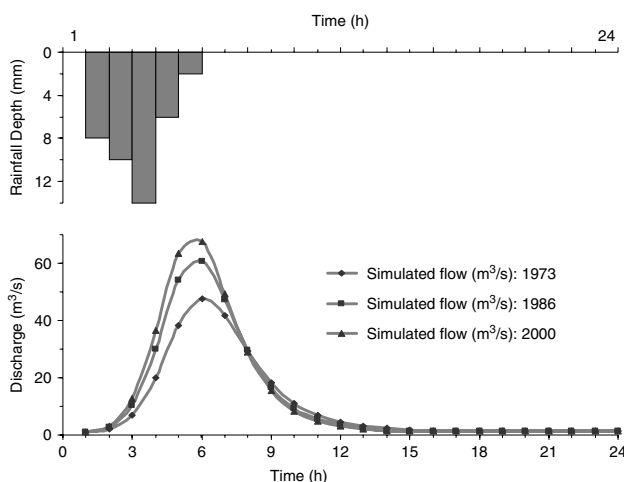 Time (h)
1 24
0
4
8
12
Rainfall Depth (mm)
60
40
20
0
Discharge (m³/s)
Simulated flow (m³/s): 1973
Simulated flow (m³/s): 1986
Simulated flow (m³/s): 2000
0 3 6 9 12 15 18 21 24
Time (h)